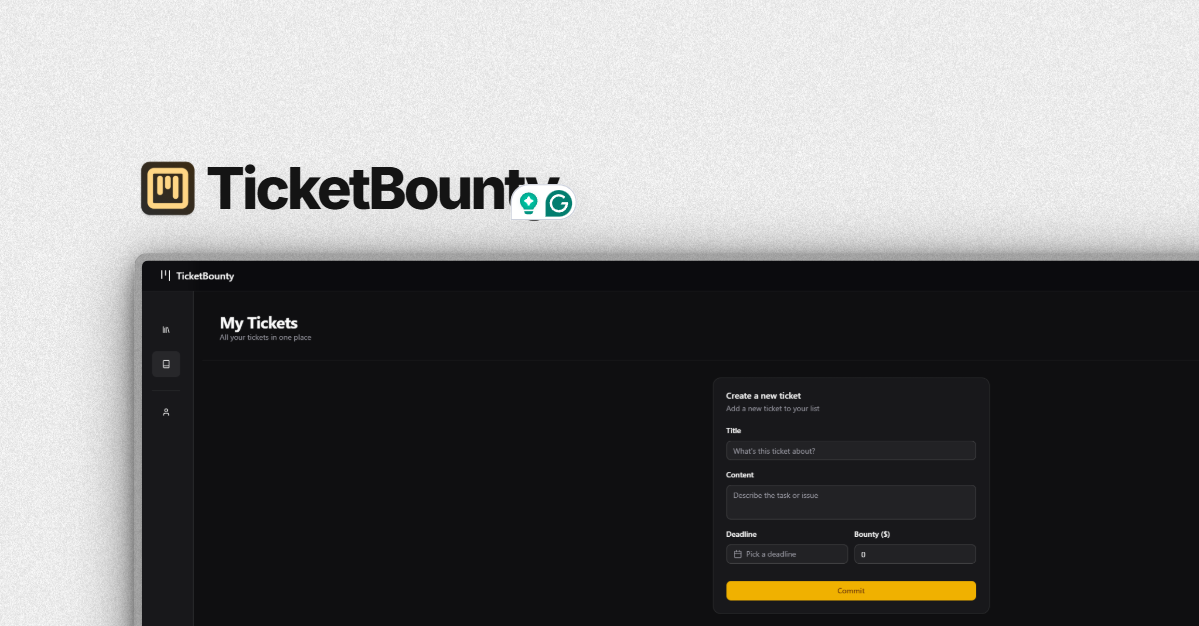 TicketBounty
TicketBounty
My Tickets
All your tickets in one place
Create a new ticket
Add a new ticket to your list
Title
What's this ticket about?
Content
Describe the task or issue
Deadline
Bounty ($)
Pick a deadline
0
Commit